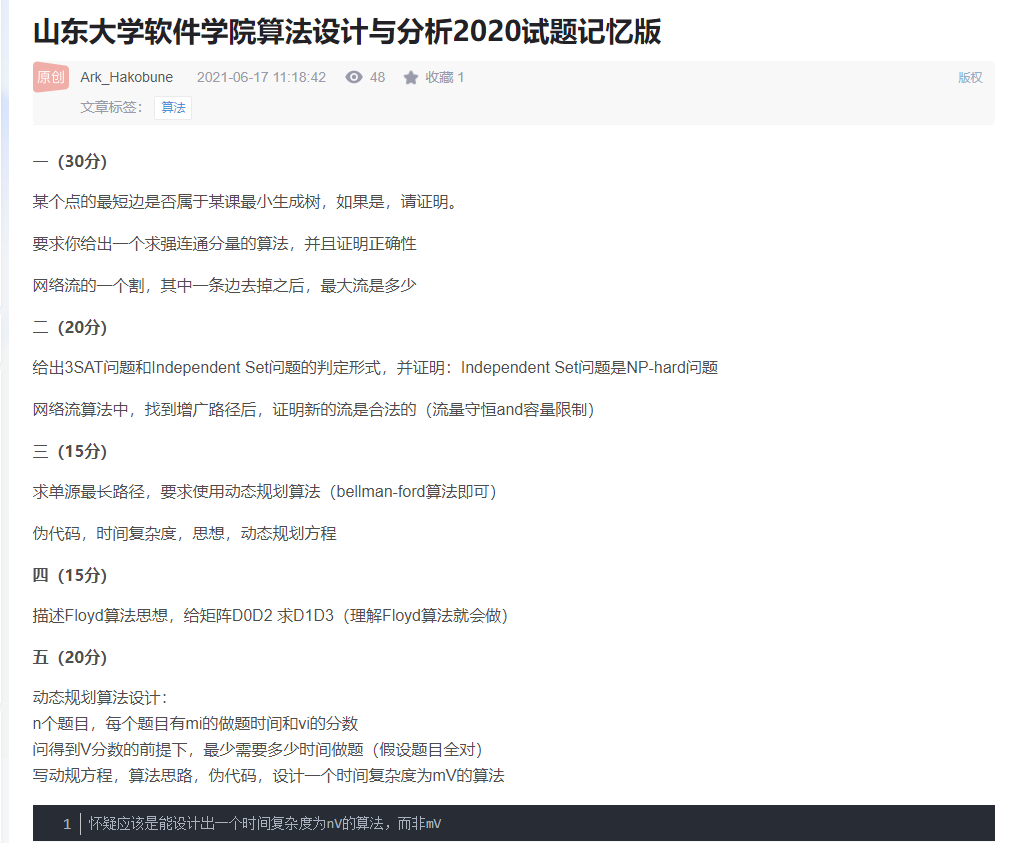 山东大学软件学院算法设计与分析2020试题记忆版
原创 Ark_Hakobune 2021-06-17 11:18:42 48 收藏 1 版权
文章标签： 算法
一（30分）
某个点的最短边是否属于某课最小生成树，如果是，请证明。
要求你给出一个求强连通分量的算法，并且证明正确性
网络流的一个割，其中一条边去掉之后，最大流是多少
二（20分）
给出3SAT问题和Independent Set问题的判定形式，并证明：Independent Set问题是NP-hard问题
网络流算法中，找到增广路径后，证明新的流是合法的（流量守恒and容量限制）
三（15分）
求单源最长路径，要求使用动态规划算法（bellman-ford算法即可）
伪代码，时间复杂度，思想，动态规划方程
四（15分）
描述Floyd算法思想，给矩阵D0D2 求D1D3（理解Floyd算法就会做）
五（20分）
动态规划算法设计：
n个题目，每个题目有mi的做题时间和vi的分数
问得到V分数的前提下，最少需要多少时间做题（假设题目全对）
写动规方程，算法思路，伪代码，设计一个时间复杂度为mV的算法
1 怀疑应该是能设计出一个时间复杂度为nV的算法，而非mV